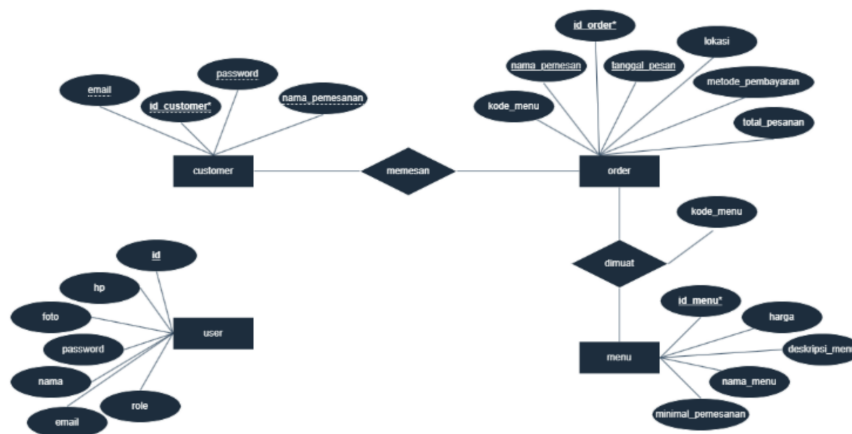 id_order*
lokasi
nama_pemesan
tanggal_pesan
metode_pembayaran
kode_menu
total_pesanan
password
email
id_customer*
nama_pemesanan
customer
memesan
order
kode_menu
dimuat
id
hp
foto
user
password
nama
email
role
id_menu*
harga
deskripsi_menu
menu
nama_menu
minimal_pemesanan